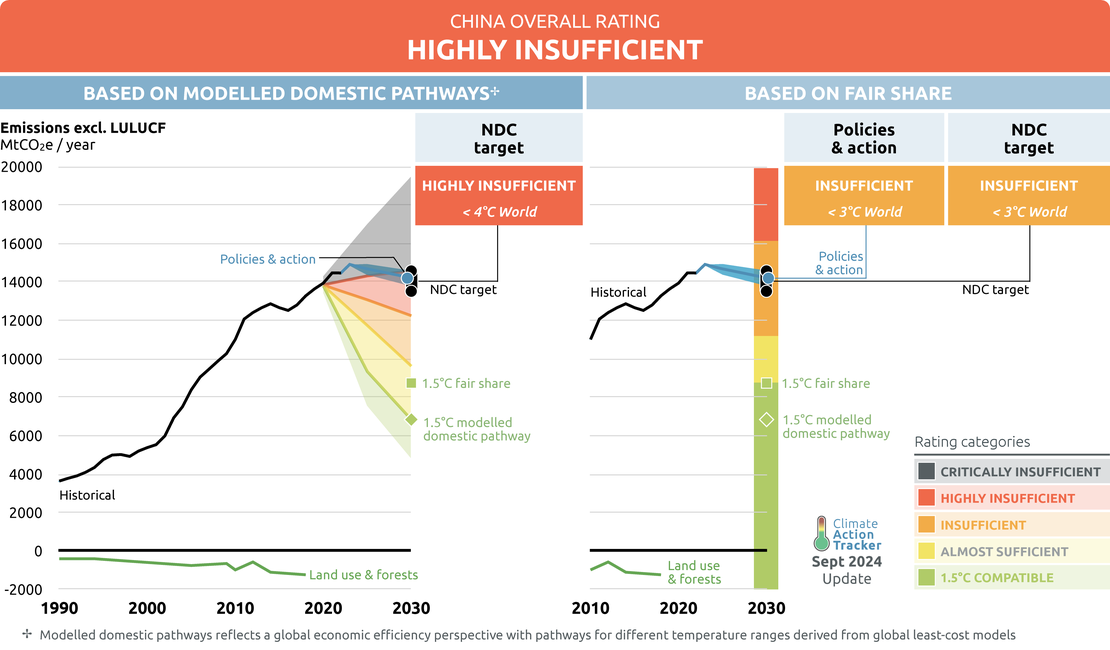 CHINA OVERALL RATING
HIGHLY INSUFFICIENT
BASED ON MODELLED DOMESTIC PATHWAYS✢
BASED ON FAIR SHARE
Emissions excl. LULUCF
MtCO₂e / year
NDC
target
HIGHLY INSUFFICIENT
< 4°C World
Policies
& action
INSUFFICIENT
< 3°C World
NDC
target
INSUFFICIENT
< 3°C World
20000
18000
16000
14000
12000
10000
8000
6000
4000
2000
0
-2000
Policies & action
NDC target
1.5°C fair share
1.5°C modelled
domestic pathway
Historical
Land use & forests
1990
2000
2010
2020
2030
Historical
Policies
& action
NDC target
1.5°C fair share
1.5°C modelled
domestic pathway
Land use
& forests
2010
2020
2030
Climate
Action
Tracker
Sept 2024
Update
Rating categories
CRITICALLY INSUFFICIENT
HIGHLY INSUFFICIENT
INSUFFICIENT
ALMOST SUFFICIENT
1.5°C COMPATIBLE
✢ Modelled domestic pathways reflects a global economic efficiency perspective with pathways for different temperature ranges derived from global least-cost models